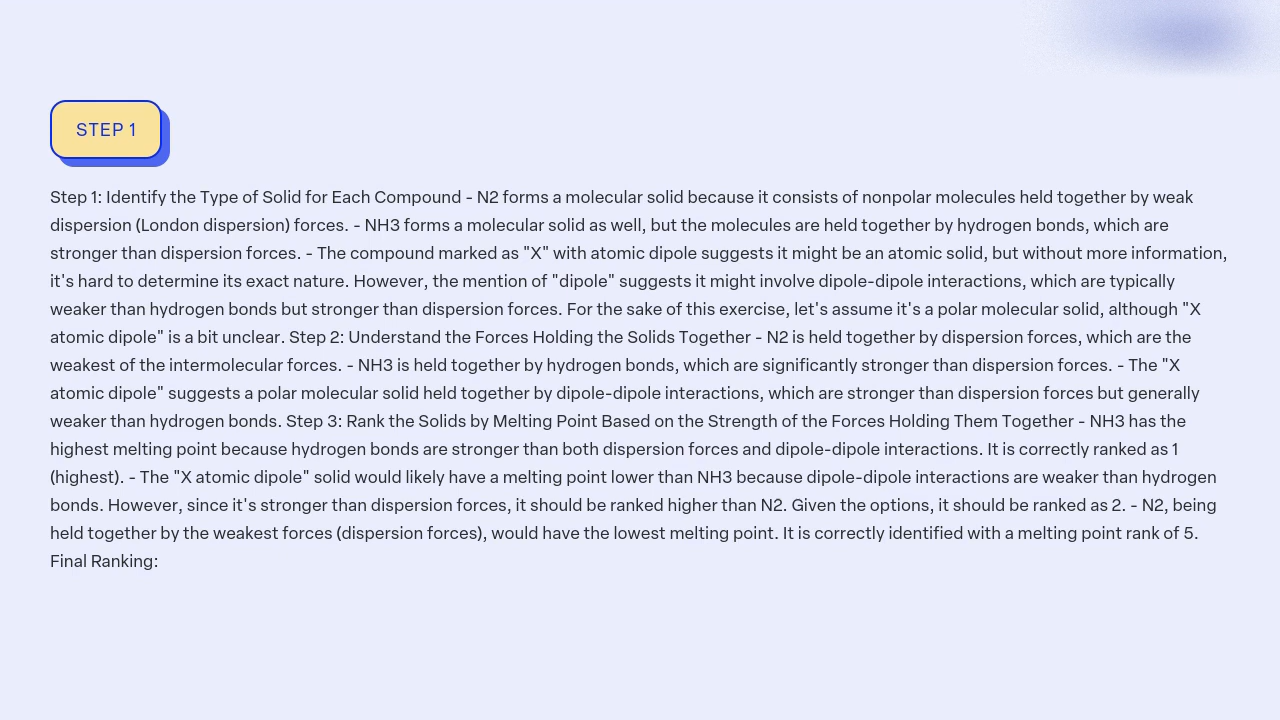 STEP 1
Step 1: Identify the Type of Solid for Each Compound - N2 forms a molecular solid because it consists of nonpolar molecules held together by weak
dispersion (London dispersion) forces. - NH3 forms a molecular solid as well, but the molecules are held together by hydrogen bonds, which are
stronger than dispersion forces. - The compound marked as "X" with atomic dipole suggests it might be an atomic solid, but without more information,
it's hard to determine its exact nature. However, the mention of "dipole" suggests it might involve dipole-dipole interactions, which are typically
weaker than hydrogen bonds but stronger than dispersion forces. For the sake of this exercise, let's assume it's a polar molecular solid, although "X
atomic dipole" is a bit unclear. Step 2: Understand the Forces Holding the Solids Together - N2 is held together by dispersion forces, which are the
weakest of the intermolecular forces. - NH3 is held together by hydrogen bonds, which are significantly stronger than dispersion forces. - The "X
atomic dipole" suggests a polar molecular solid held together by dipole-dipole interactions, which are stronger than dispersion forces but generally
weaker than hydrogen bonds. Step 3: Rank the Solids by Melting Point Based on the Strength of the Forces Holding Them Together - NH3 has the
highest melting point because hydrogen bonds are stronger than both dispersion forces and dipole-dipole interactions. It is correctly ranked as 1
(highest). - The "X atomic dipole" solid would likely have a melting point lower than NH3 because dipole-dipole interactions are weaker than hydrogen
bonds. However, since it's stronger than dispersion forces, it should be ranked higher than N2. Given the options, it should be ranked as 2. - N2, being
held together by the weakest forces (dispersion forces), would have the lowest melting point. It is correctly identified with a melting point rank of 5.
Final Ranking: